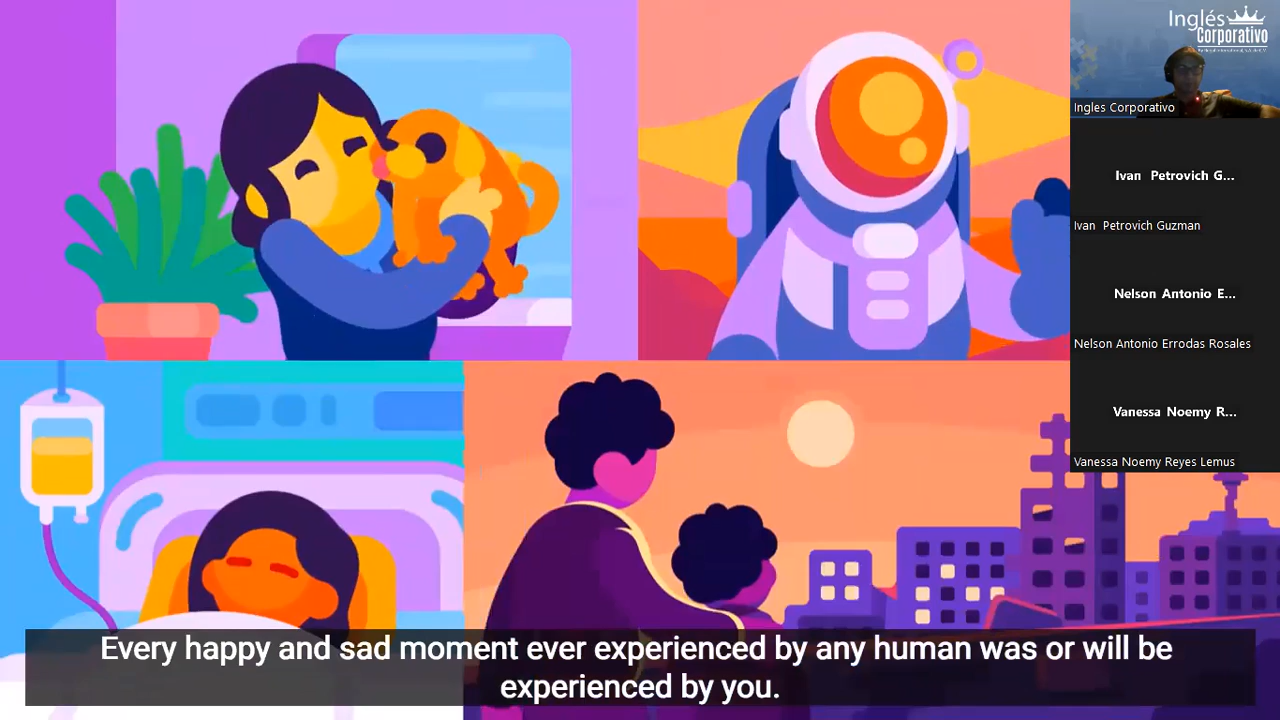 Inglés
Corporativo
Ingles Corporativo
Ivan Petrovich G...
Ivan Petrovich Guzman
Nelson Antonio E...
Nelson Antonio Errodas Rosales
Vanessa Noemy R...
Vanessa Noemy Reyes Lemus
Every happy and sad moment ever experienced by any human was or will be
experienced by you.